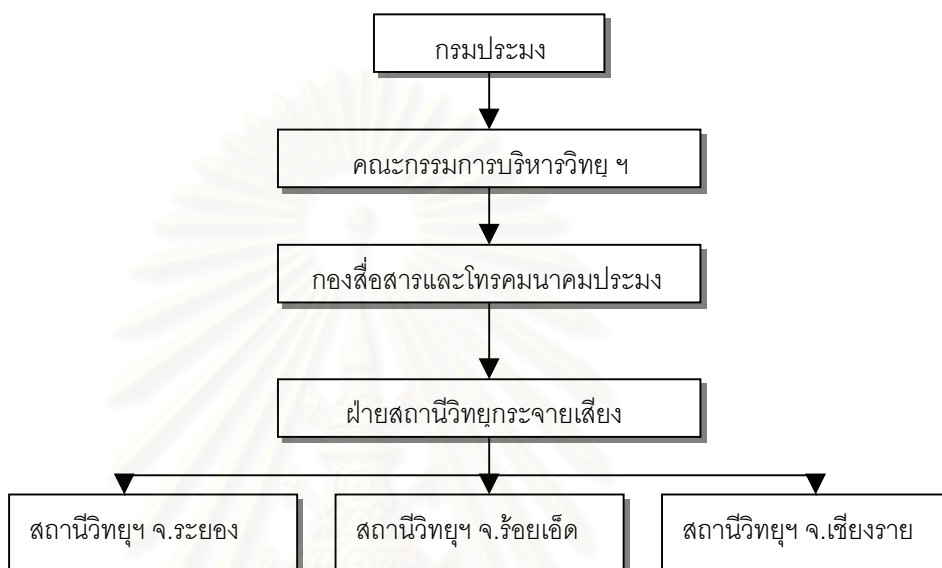 กรมประมง
คณะกรรมการบริหารวิทยุ ฯ
กองสื่อสารและโทรคมนาคมประมง
ฝ่ายสถานีวิทยุกระจายเสียง
สถานีวิทยุฯ จ.ระยอง
สถานีวิทยุฯ จ.ร้อยเอ็ด
สถานีวิทยุฯ จ.เชียงราย